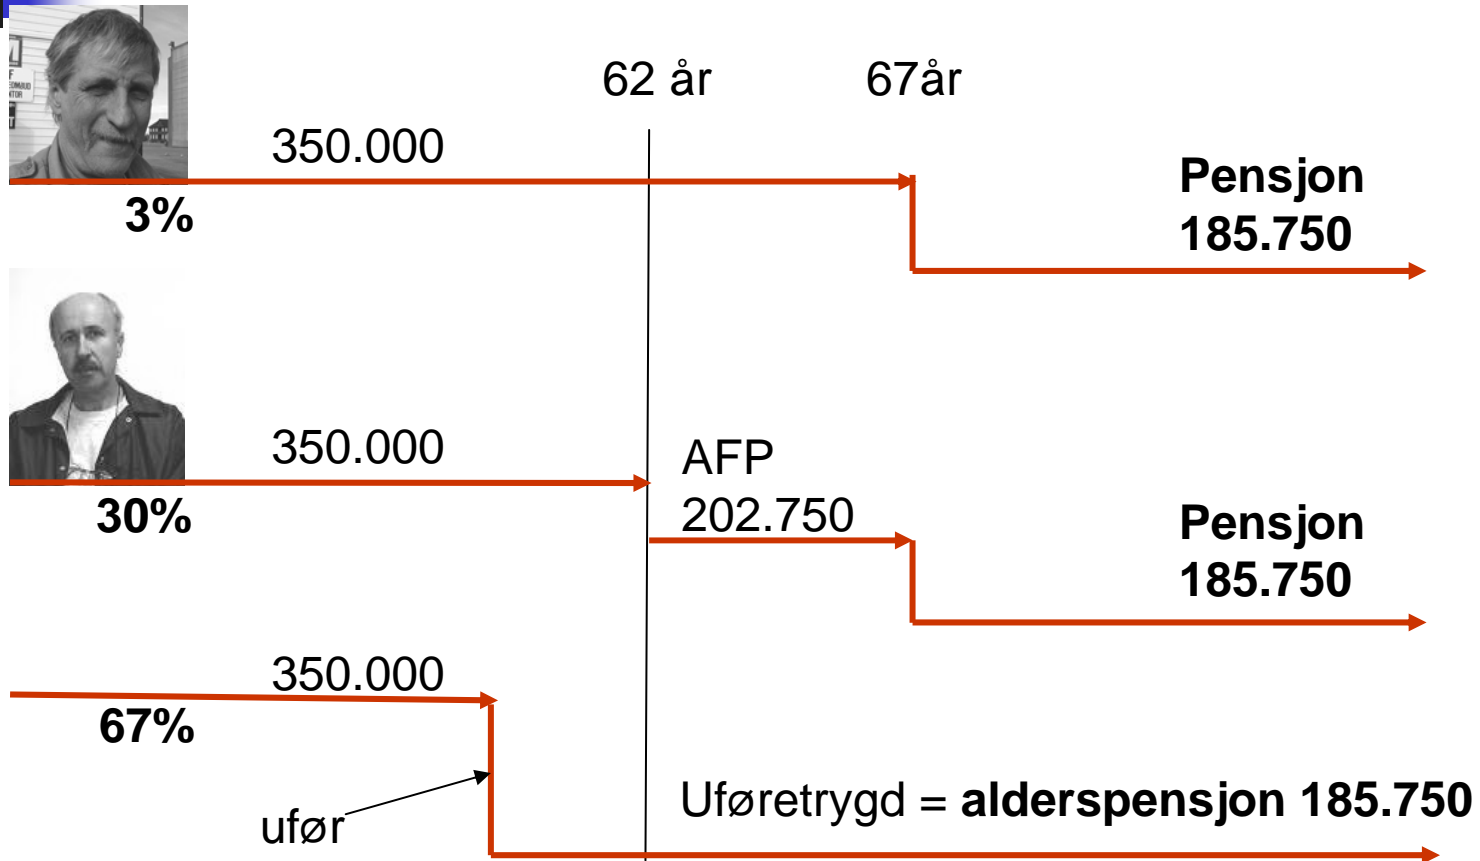 62 år
67år
350.000
Pensjon
185.750
3%
350.000
AFP
202.750
30%
Pensjon
185.750
350.000
67%
Uføretrygd = alderspensjon 185.750
ufør